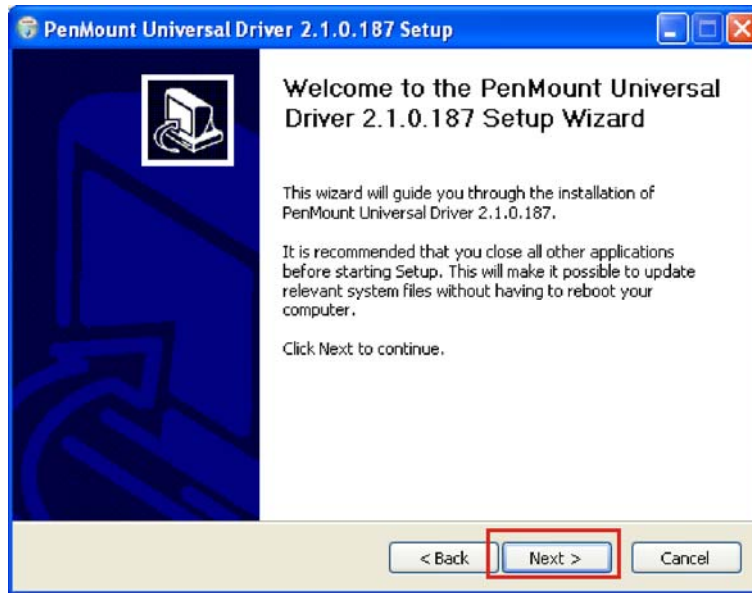 PenMount Universal Driver 2.1.0.187 Setup
Welcome to the PenMount Universal
Driver 2.1.0.187 Setup Wizard
This wizard will guide you through the installation of
PenMount Universal Driver 2.1.0.187.
It is recommended that you close all other applications
before starting Setup. This will make it possible to update
relevant system files without having to reboot your
computer.
Click Next to continue.
< Back Next > Cancel